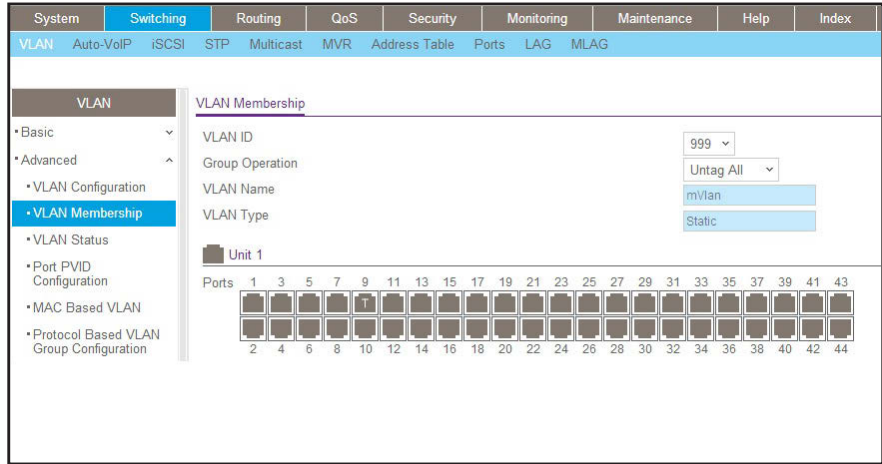 System Switching Routing QoS Security Monitoring Maintenance Help Index
VLAN Auto-VoIP iSCSI STP Multicast MVR Address Table Ports LAG MLAG
VLAN
Basic
Advanced
VLAN Configuration
VLAN Membership
VLAN Status
Port PVID
Configuration
MAC Based VLAN
Protocol Based VLAN
Group Configuration
VLAN Membership
VLAN ID 999
Group Operation Untag All
VLAN Name mVlan
VLAN Type Static
Unit 1
Ports 1 3 5 7 9 11 13 15 17 19 21 23 25 27 29 31 33 35 37 39 41 43
T
2 4 6 8 10 12 14 16 18 20 22 24 26 28 30 32 34 36 38 40 42 44